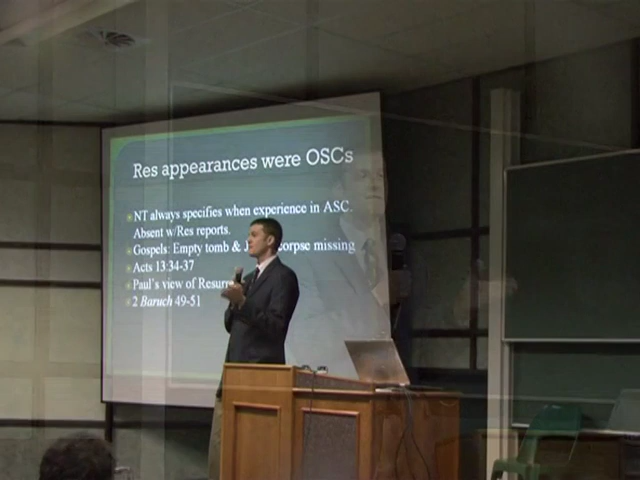 Res appearances were OSCs
NT always specifies when experience in ASC.
Absent w/Res reports.
Gospels: Empty tomb & corpse missing
Acts 13:34-37
Paul's view of
2 Baruch 49-51